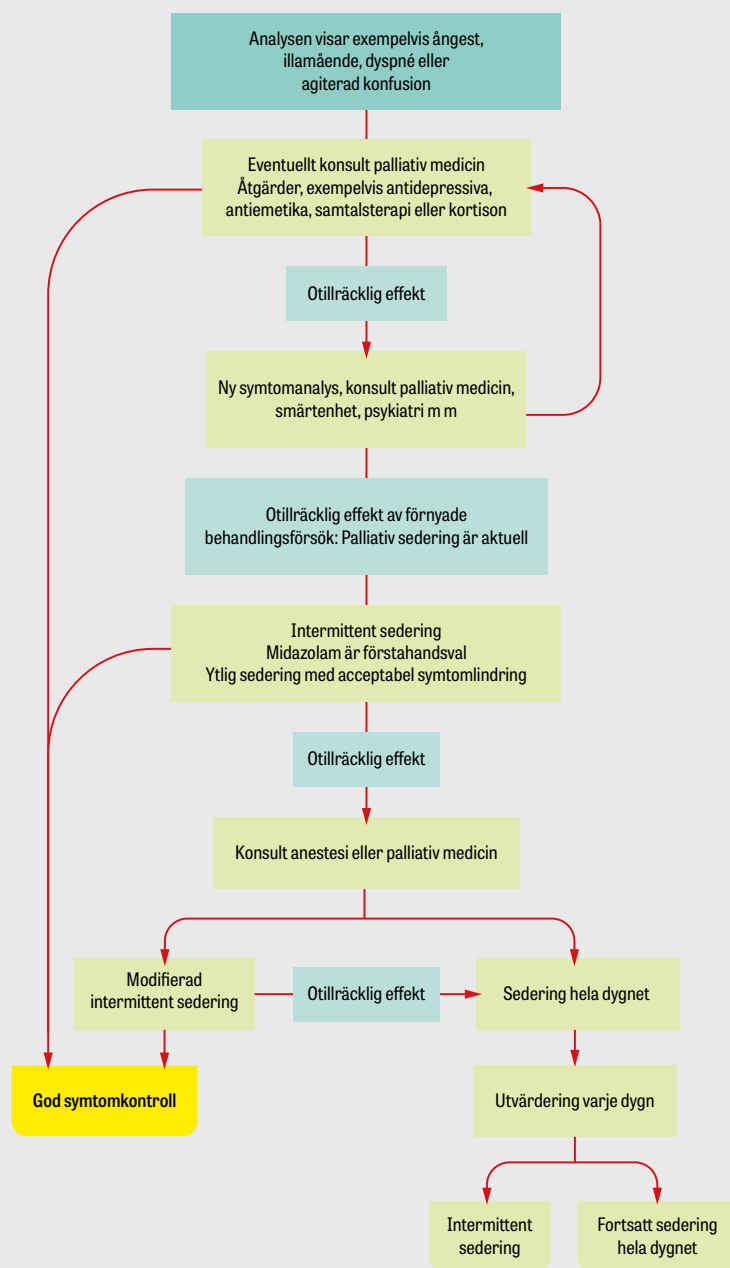 Analysen visar exempelvis ångest,
illamående, dyspné eller
agiterad konfusion
Eventuellt konsult palliativ medicin
Åtgärder, exempelvis antidepressiva,
antiemetika, samtalsterapi eller kortison
Otillräcklig effekt
Ny symtomanalys, konsult palliativ medicin,
smärtenhet, psykiatri m m
Otillräcklig effekt av förnyade
behandlingsförsök: Palliativ sedering är aktuell
Intermittent sedering
Midazolam är förstahandsval
Ytlig sedering med acceptabel symtomlindring
Otillräcklig effekt
Konsult anestesi eller palliativ medicin
Modifierad
intermittent sedering
Otillräcklig effekt
Sedering hela dygnet
God symtomkontroll
Utvärdering varje dygn
Intermittent
sedering
Fortsatt sedering
hela dygnet